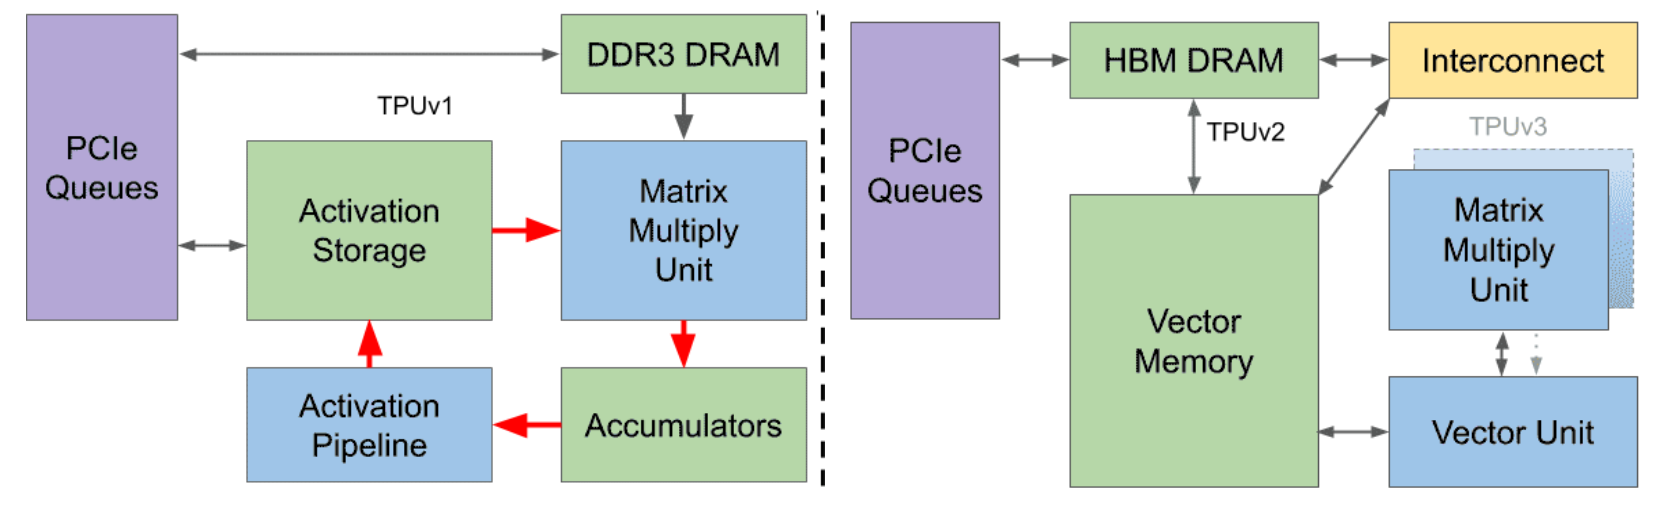 PCIe
Queues
DDR3 DRAM
TPUv1
Activation
Storage
Matrix
Multiply
Unit
Activation
Pipeline
Accumulators
PCIe
Queues
HBM DRAM
Interconnect
TPUv2
TPUv3
Vector
Memory
Matrix
Multiply
Unit
Vector Unit